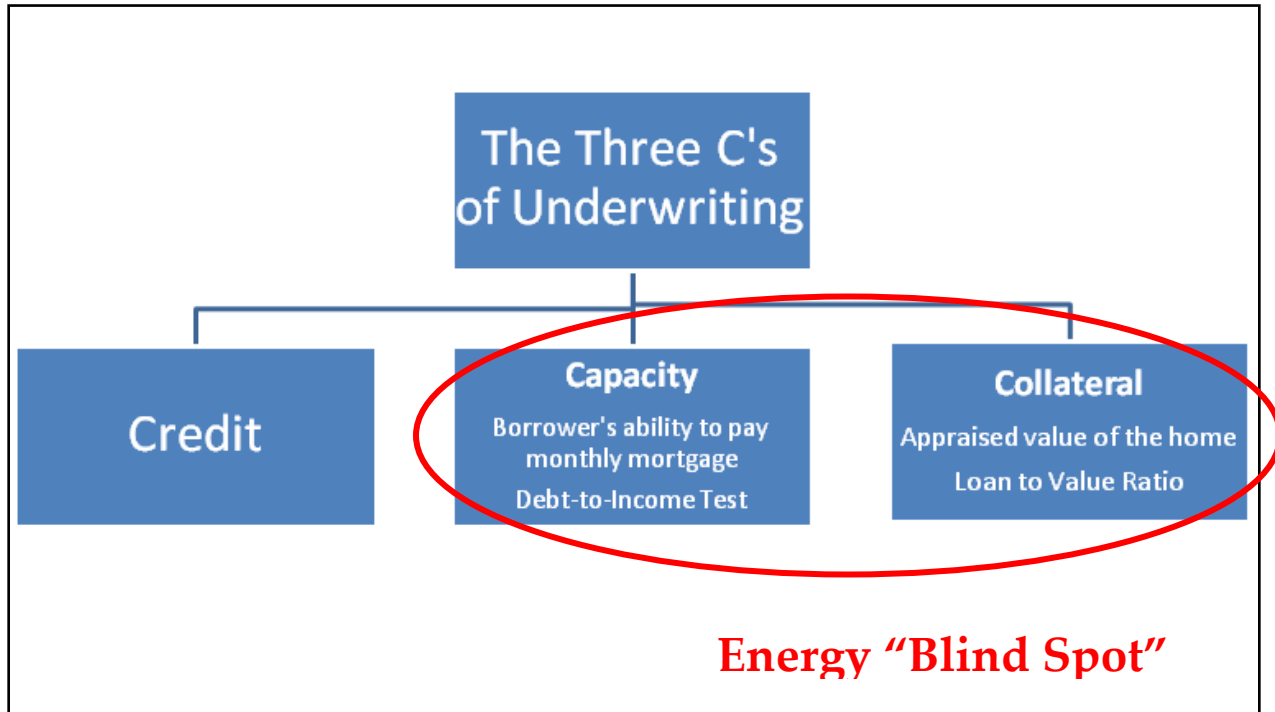 The Three C's
of Underwriting
Credit
Capacity
Borrower's ability to pay
monthly mortgage
Debt-to-Income Test
Collateral
Appraised value of the home
Loan to Value Ratio
Energy “Blind Spot”